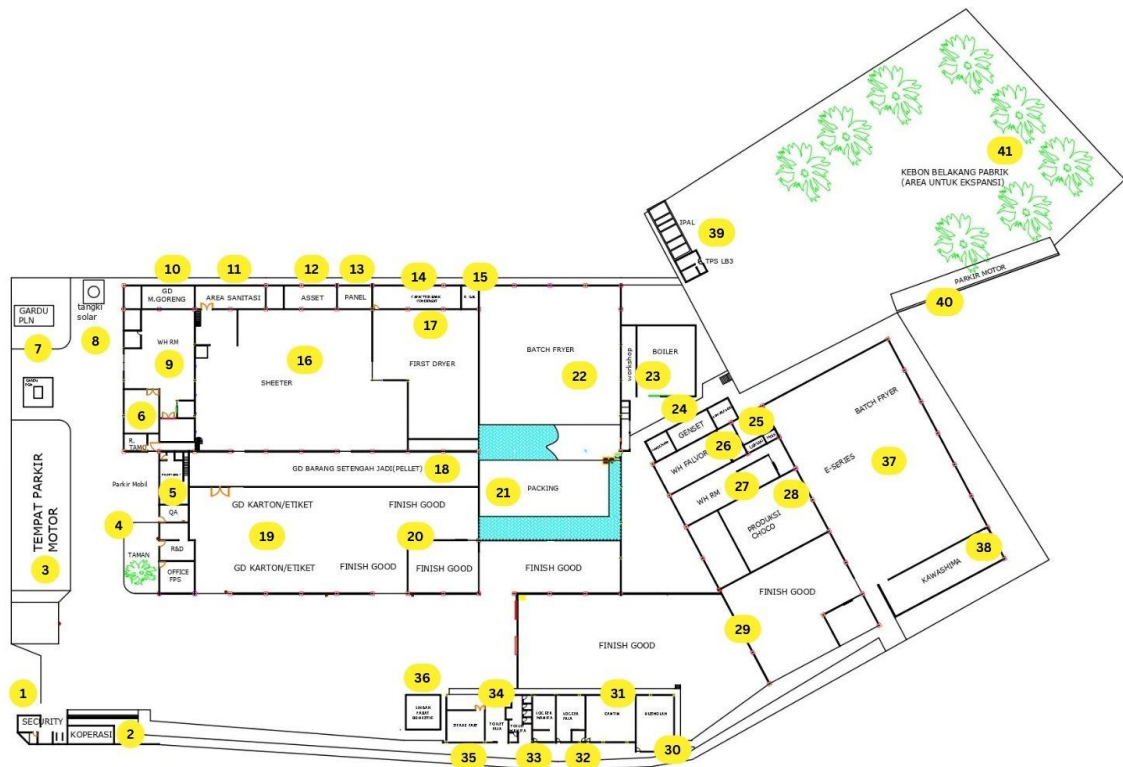 41
KEBON BELAKANG PABRIK
(AREA UNTUK EKSPANSI)
IPAL
39
TPS LB3
PARKIR MOTOR
40
10
11
12
13
14
15
GD
M.GORENG
AREA SANITASI
ASSET
PANEL
GARDU
PLN
tangki
solar
7
8
WH RM
9
16
SHEETER
17
FIRST DRYER
BATCH FRYER
22
workshop
BOILER
23
24
GENSET
25
26
WH FALVOR
BATCH FRYER
E-SERIES
37
6
R.
TAMU
GD BARANG SETENGAH JADI(PELLET)
18
WH RM
27
28
PRODUKSI
CHOCO
Parkir Mobil
5
QA
GD KARTON/ETIKET
FINISH GOOD
21
PACKING
TEMPAT PARKIR
MOTOR
3
4
TAMAN
R&D
OFFICE
FPS
19
20
GD KARTON/ETIKET
FINISH GOOD
FINISH GOOD
FINISH GOOD
38
KAWASHIMA
FINISH GOOD
29
FINISH GOOD
1
SECURITY
KOPERASI
2
36
34
31
LOCKER
WANITA
LOCKER
PRIA
KANTIN
MUSHOLAH
35
33
32
30